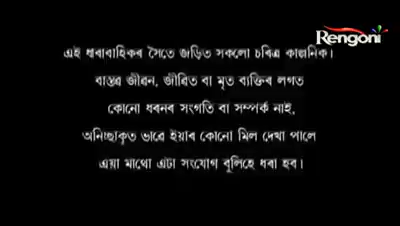 Rengoni
এই ধাৰাবাহিকৰ সৈতে জড়িত সকলো চৰিত্ৰ কাল্পনিক।
বাস্তৱ জীৱন, জীৱিত বা মৃত ব্যক্তিৰ লগত
কোনো ধৰনৰ সংগতি বা সম্পৰ্ক নাই,
অনিচ্ছাকৃত ভাৱে ইয়াৰ কোনো মিল দেখা পালে
এয়া মাথো এটা সংযোগ বুলিহে ধৰা হব।